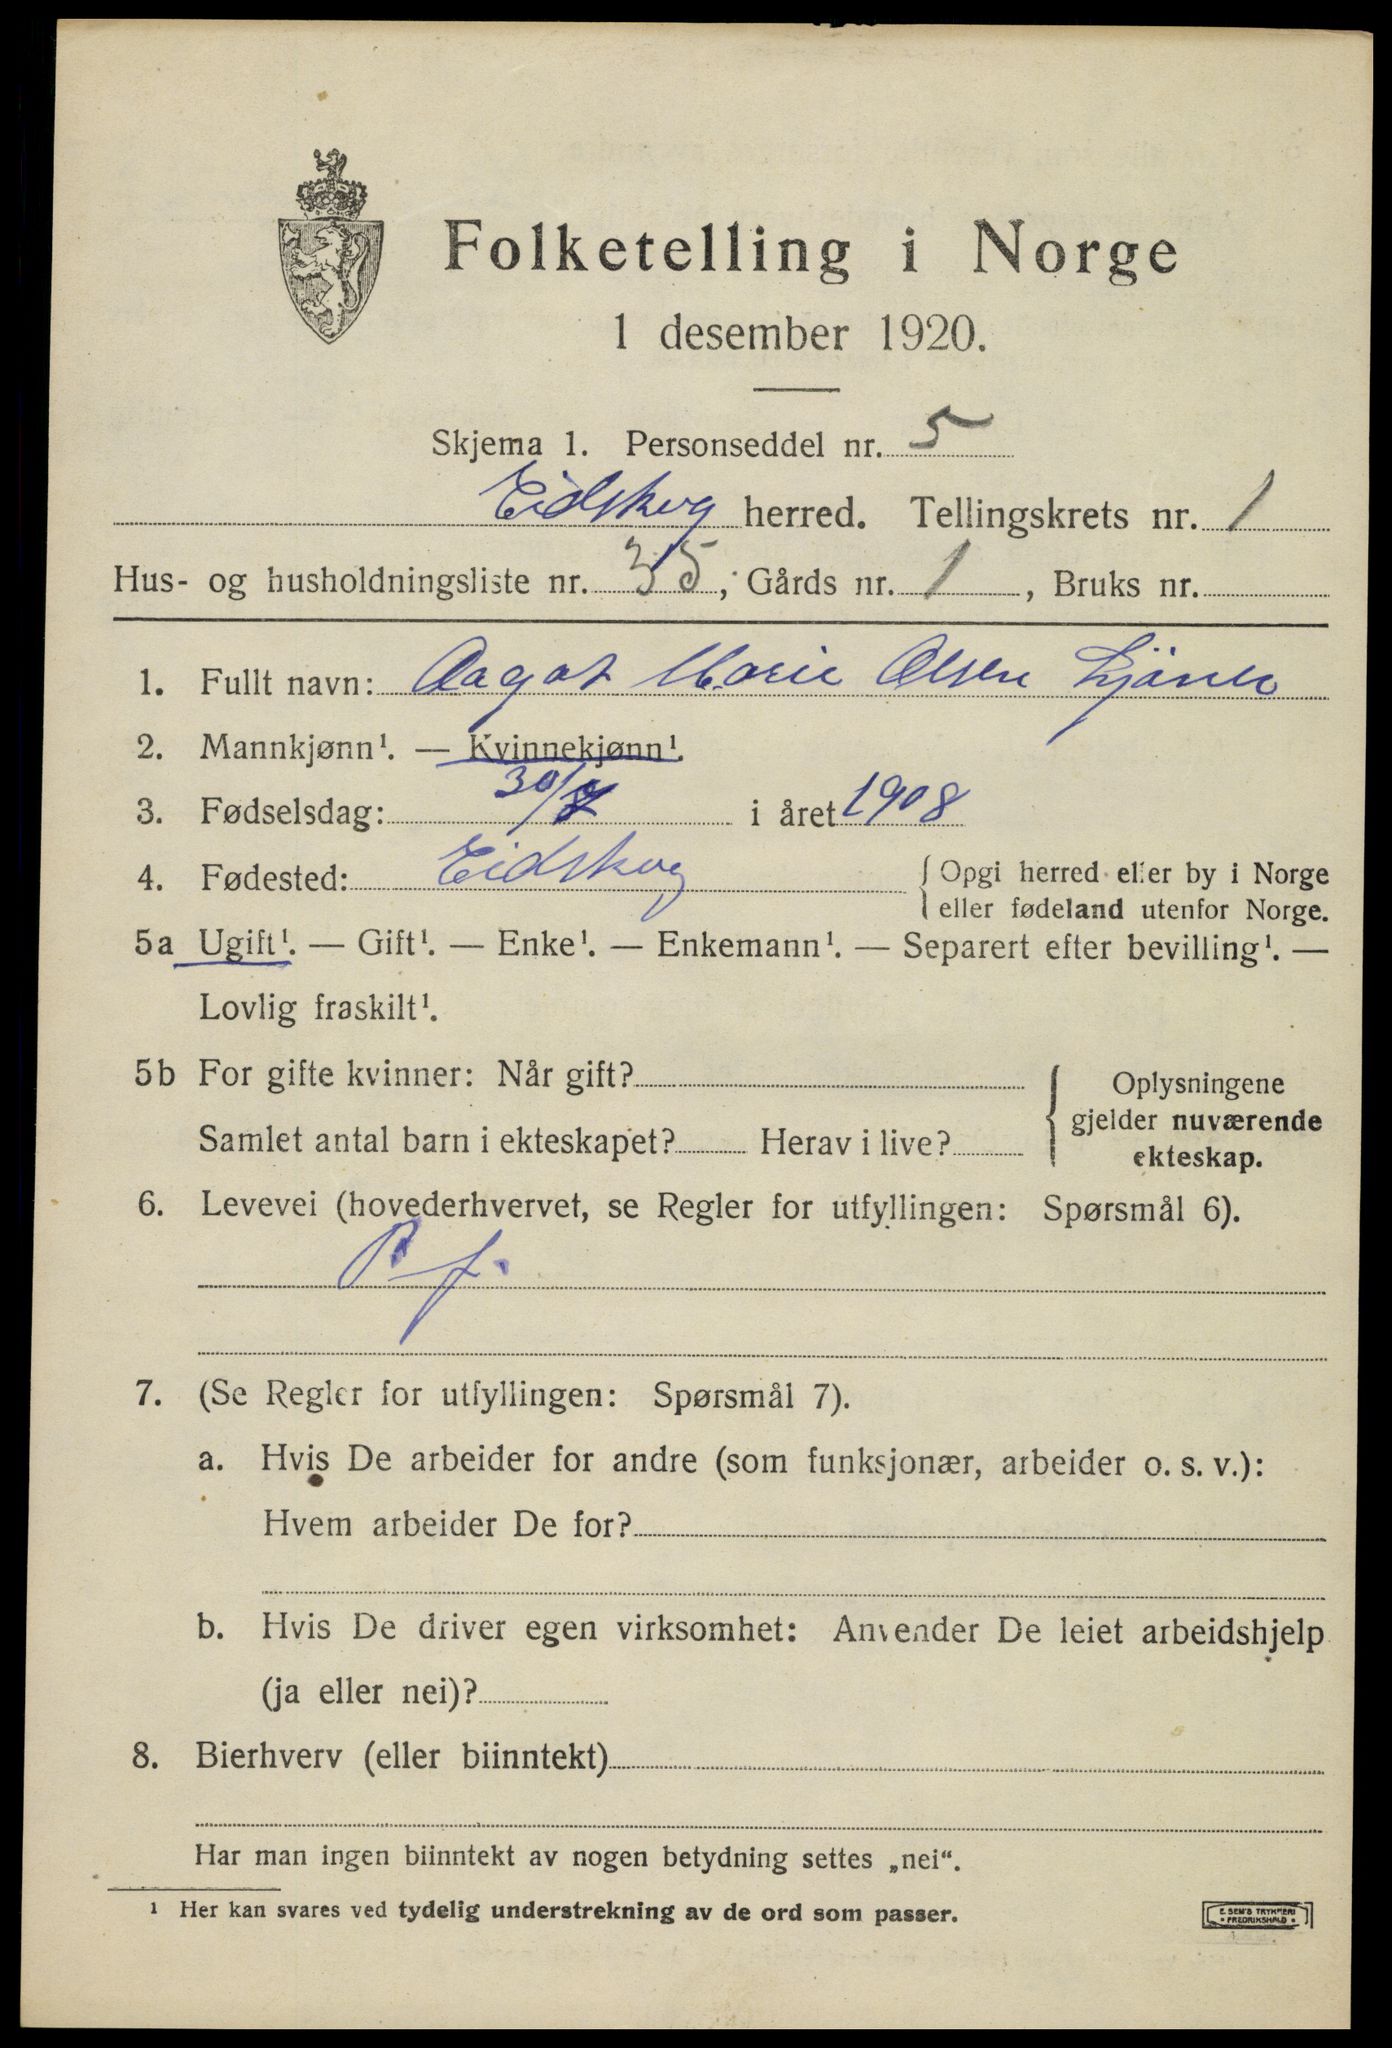 Folketelling i Norge
1 desember 1920.
Skjema 1. Personseddel nr. 5
Eidskog herred. Tellingskrets nr. 1
Hus- og husholdningsliste nr. 35, Gårds nr. 1, Bruks nr.
1. Fullt navn: Aagot Marie Olsen
2. Mannkjønn¹. — Kvinnekjønn¹.
3. Fødselsdag: 30/7 i året 1908
4. Fødested: Eidskog { Opgi herred eller by i Norge
eller fødeland utenfor Norge.
5a Ugift¹. — Gift¹. — Enke¹. — Enkemann¹. — Separert efter bevilling¹. —
Lovlig fraskilt¹.
5b For gifte kvinner: Når gift? { Oplysningene
gjelder nuværende
Samlet antal barn i ekteskapet? Herav i live?
ekteskap.
6. Levevei (hovederhvervet, se Regler for utfyllingen: Spørsmål 6).
P f.
7. (Se Regler for utfyllingen: Spørsmål 7).
a. Hvis De arbeider for andre (som funksjonær, arbeider o. s. v.):
Hvem arbeider De for?
b. Hvis De driver egen virksomhet: Anvender De leiet arbeidshjelp
(ja eller nei)?
8. Bierhverv (eller biinntekt)
Har man ingen biinntekt av nogen betydning settes „nei“.
¹ Her kan svares ved tydelig understrekning av de ord som passer.
E. SEM'S TRYKKERI
• FREDRIKSHALD •